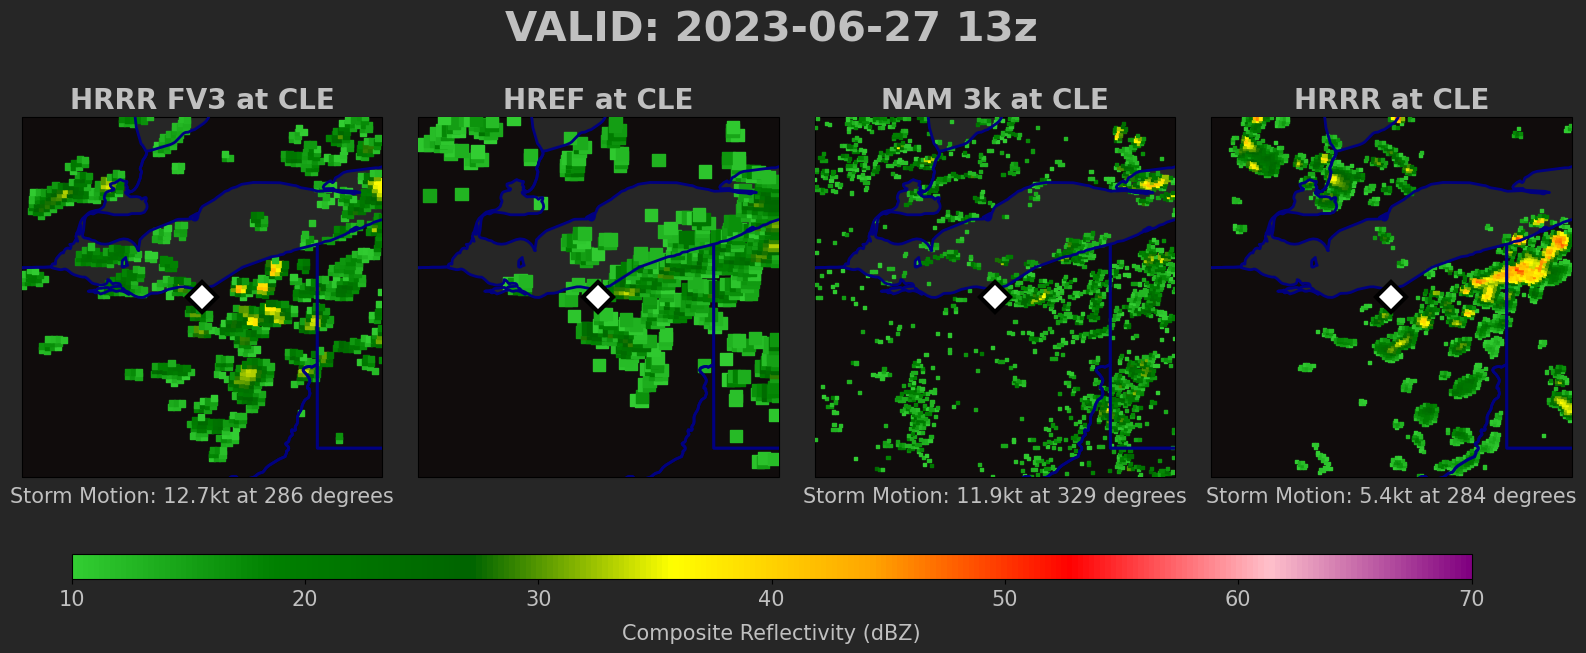 VALID: 2023-06-27 13z
HRRR FV3 at CLE
HREF at CLE
NAM 3k at CLE
HRRR at CLE
Storm Motion: 12.7kt at 286 degrees
Storm Motion: 11.9kt at 329 degrees
Storm Motion: 5.4kt at 284 degrees
10 20 30 40 50 60 70
Composite Reflectivity (dBZ)